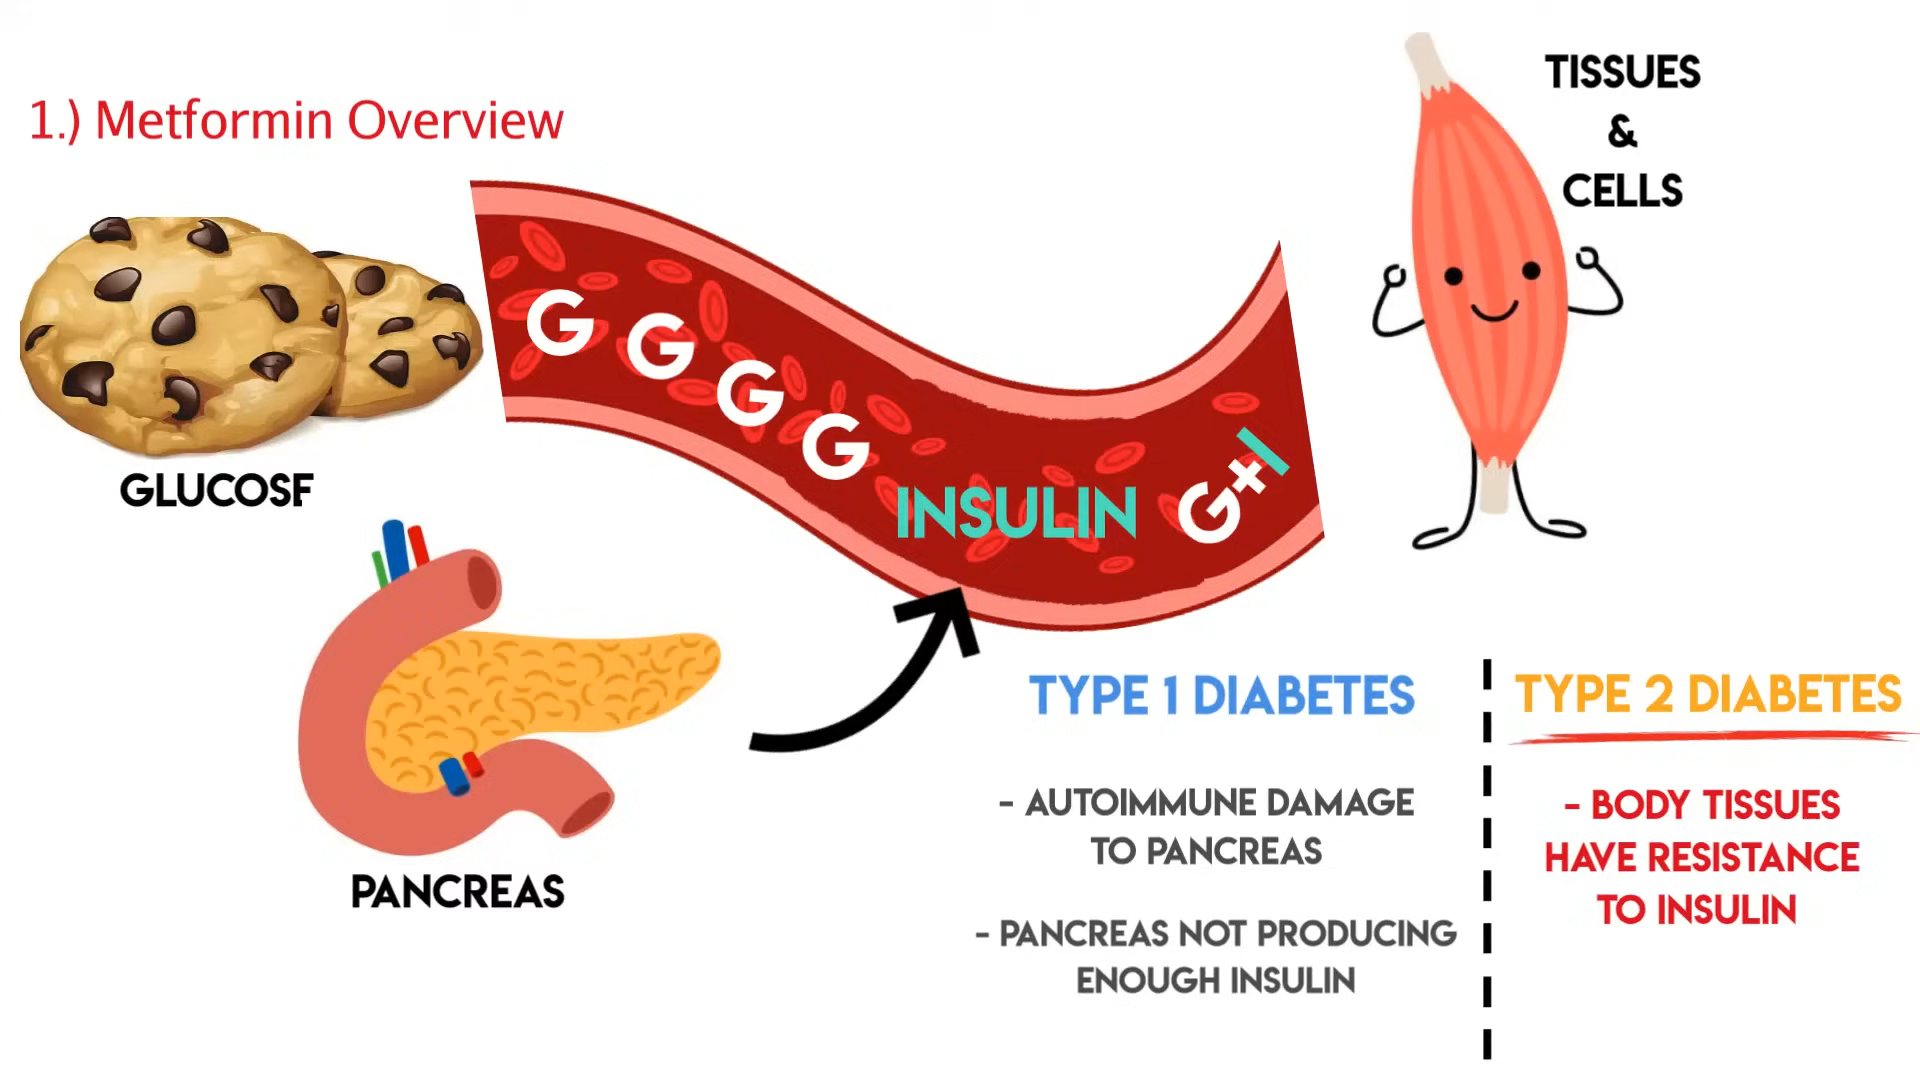 1.) Metformin Overview
TISSUES
&
CELLS
G G G G
INSULIN G+I
GLUCOSF
PANCREAS
TYPE 1 DIABETES
- AUTOIMMUNE DAMAGE
TO PANCREAS
- PANCREAS NOT PRODUCING
ENOUGH INSULIN
TYPE 2 DIABETES
- BODY TISSUES
HAVE RESISTANCE
TO INSULIN